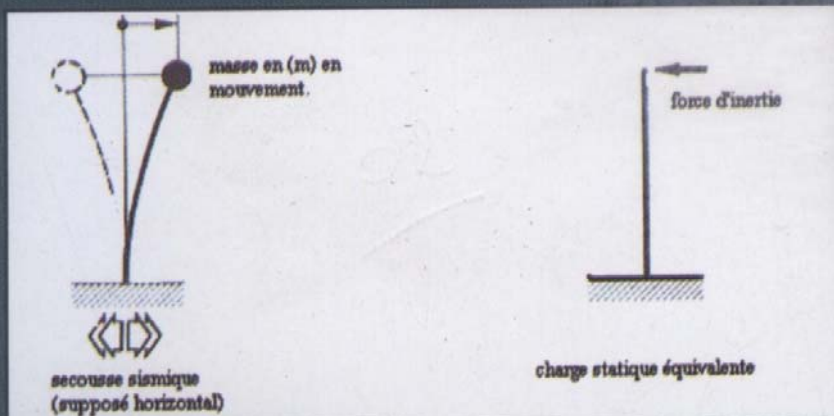 masse en (m) en
mouvement.
force d'inertie
secousse sismique
(supposé horizontal)
charge statique équivalente